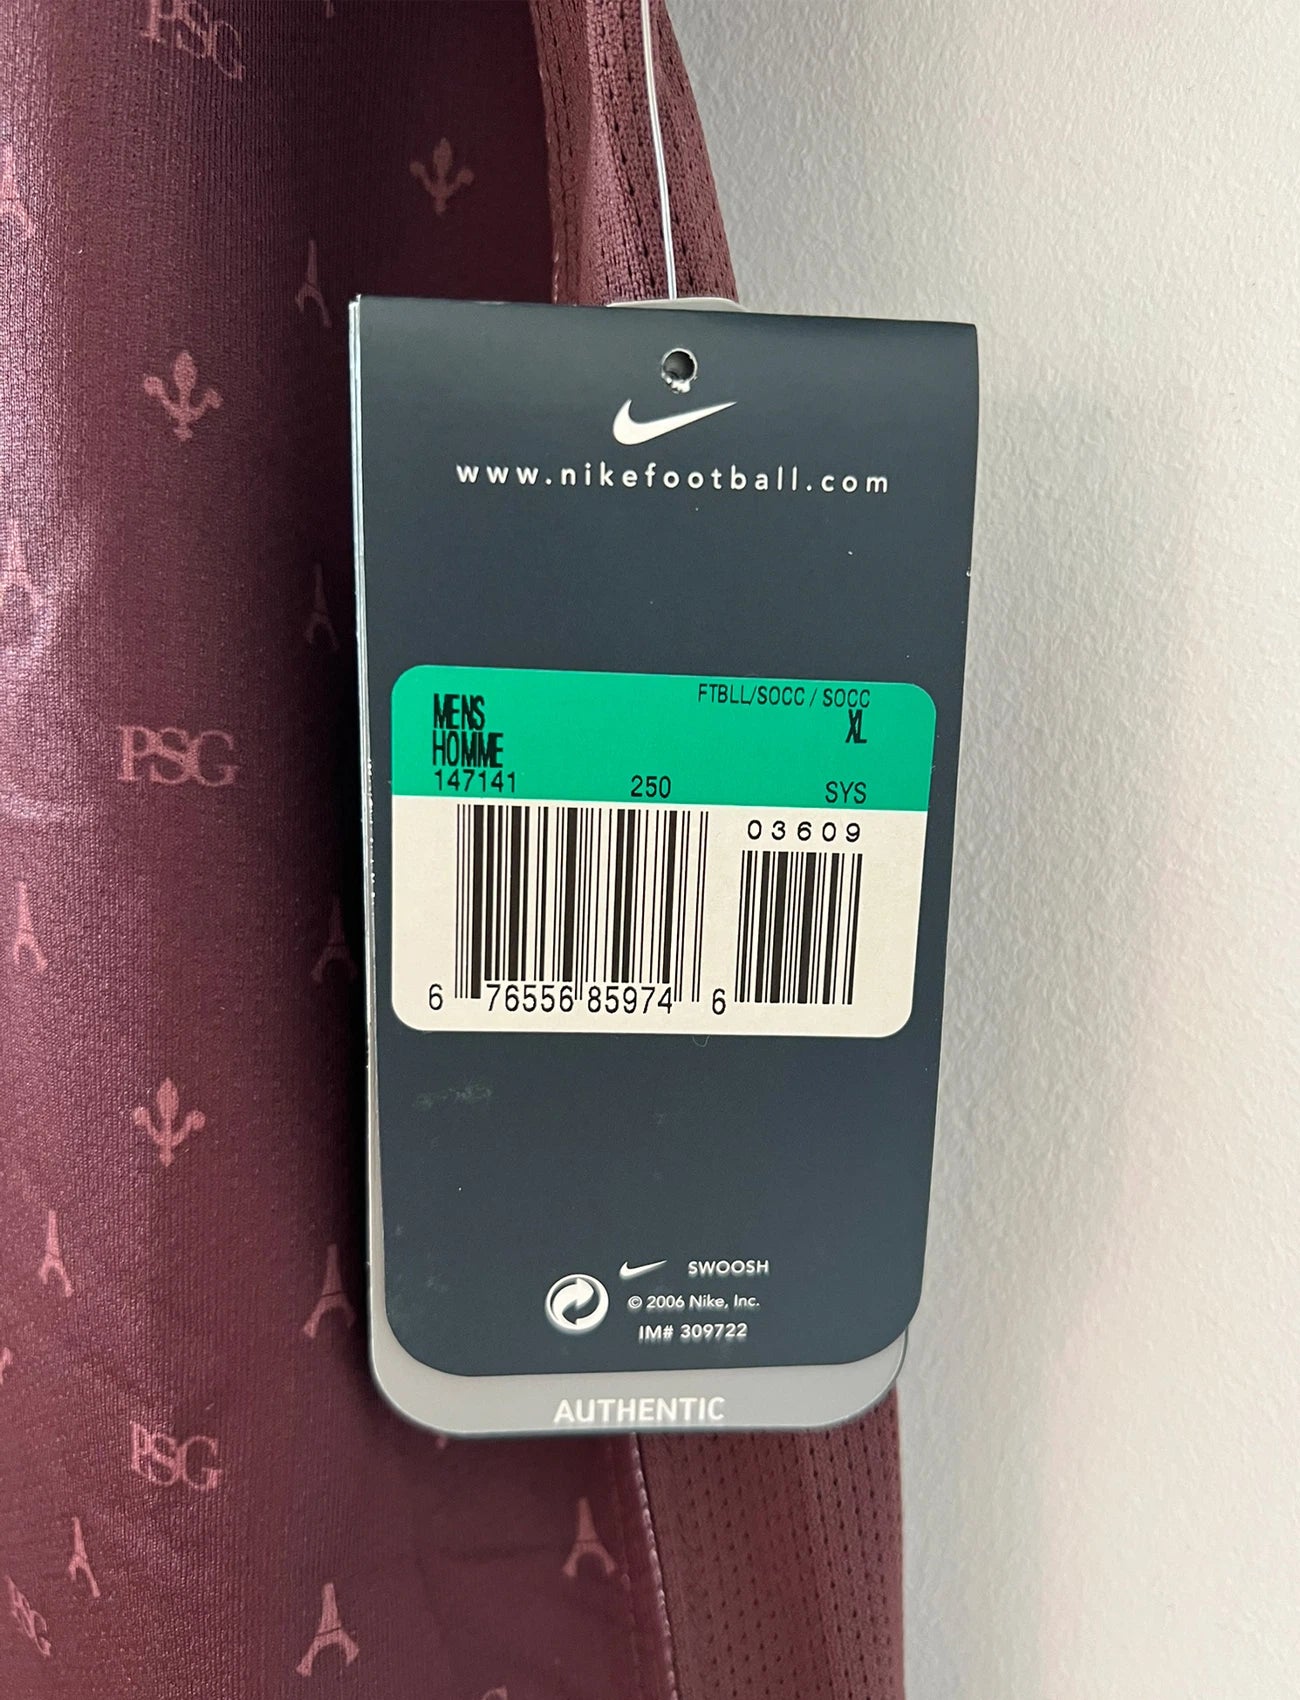 PSG
www.nikefootball.com
FTBLL/SOCC / SOCC
MENS
XL
HOMME
147141 250 SYS
03609
6 76556 85974 6
PSG
SWOOSH
© 2006 Nike, Inc.
IM# 309722
AUTHENTIC
PSG
PSG